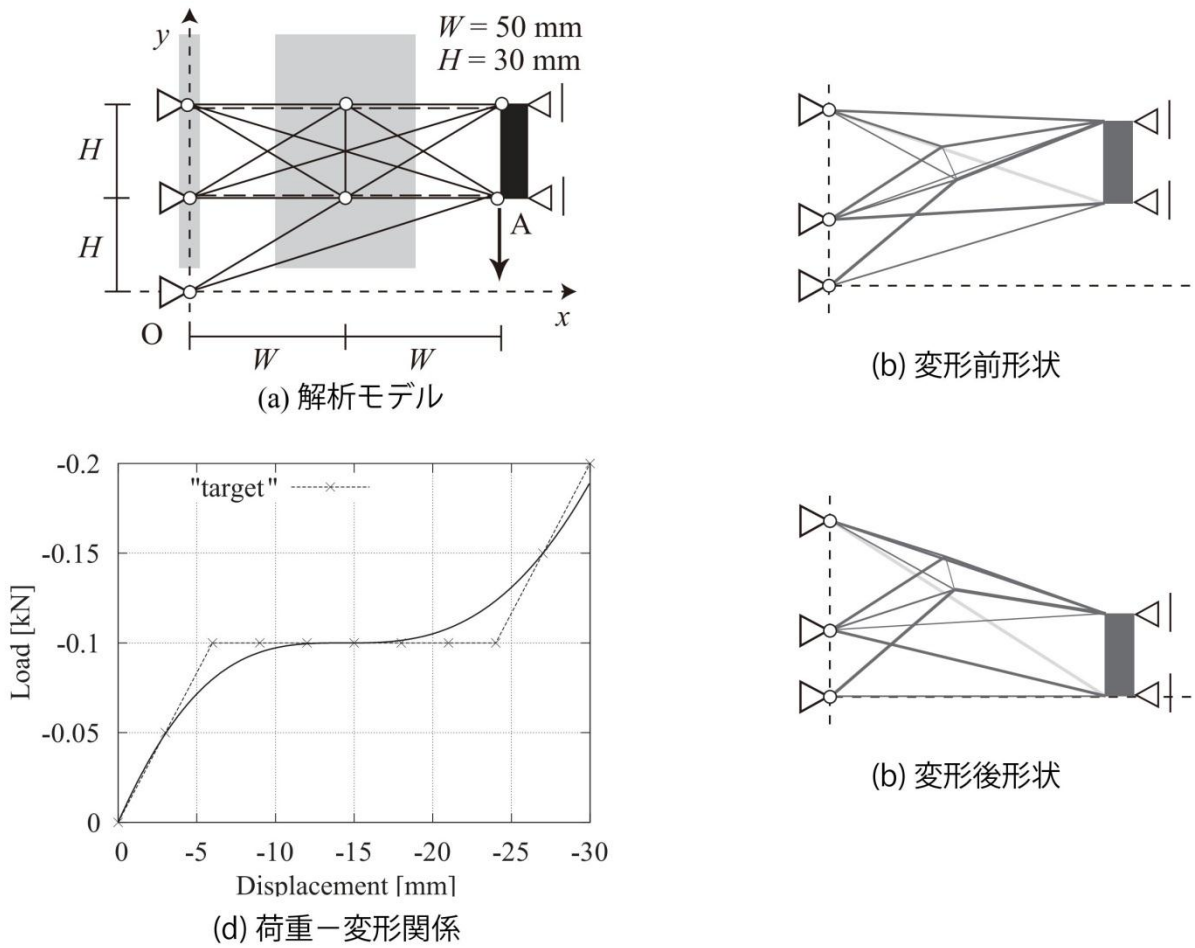 y
W = 50 mm
H = 30 mm
H
H
A
O
x
W
W
(a) 解析モデル
(b) 変形前形状
-0.2
"target"
-0.15
-0.1
-0.05
0
Load [kN]
0 -5 -10 -15 -20 -25 -30
Displacement [mm]
(d) 荷重－変形関係
(b) 変形後形状